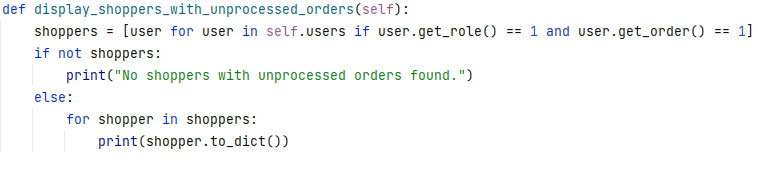 def display_shoppers_with_unprocessed_orders(self):
    shoppers = [user for user in self.users if user.get_role() == 1 and user.get_order() == 1]
    if not shoppers:
        print("No shoppers with unprocessed orders found.")
    else:
        for shopper in shoppers:
            print(shopper.to_dict())